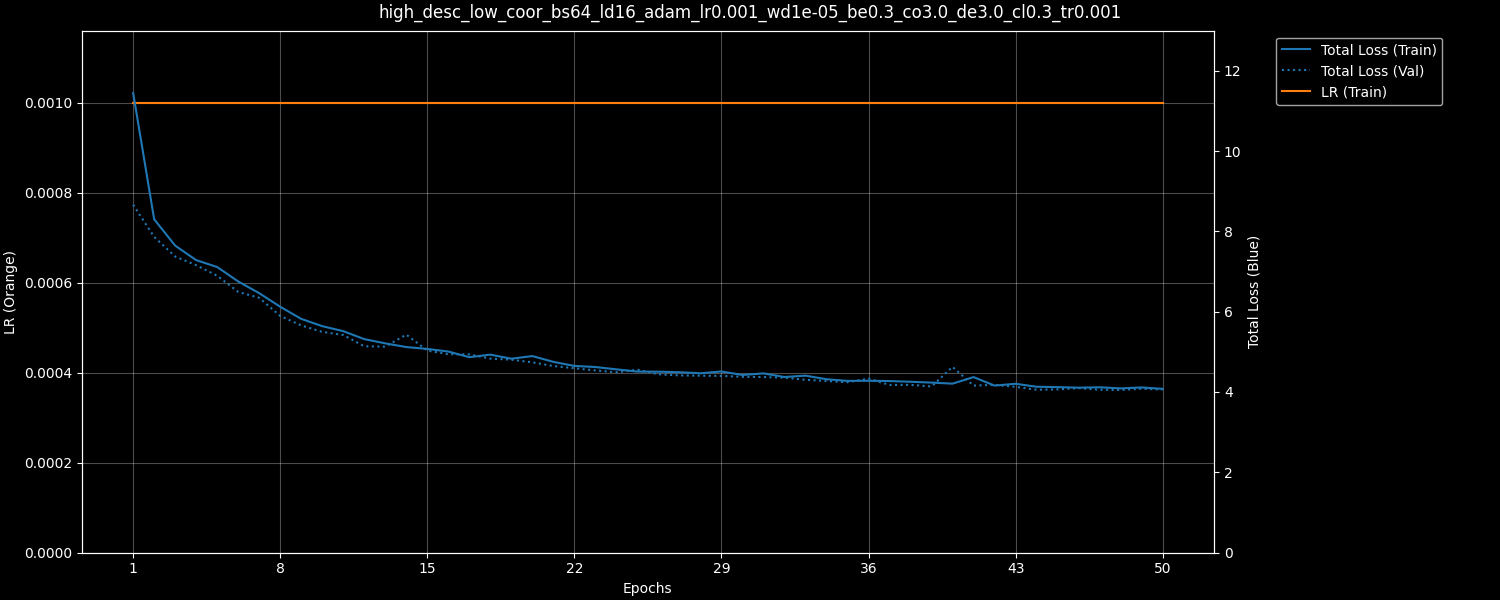 high_desc_low_coor_bs64_ld16_adam_lr0.001_wd1e-05_be0.3_co3.0_de3.0_cl0.3_tr0.001
Total Loss (Train)
Total Loss (Val)
LR (Train)
LR (Orange)
0.0010
0.0008
0.0006
0.0004
0.0002
0.0000
12
10
8
6
4
2
0
Total Loss (Blue)
1 8 15 22 29 36 43 50
Epochs